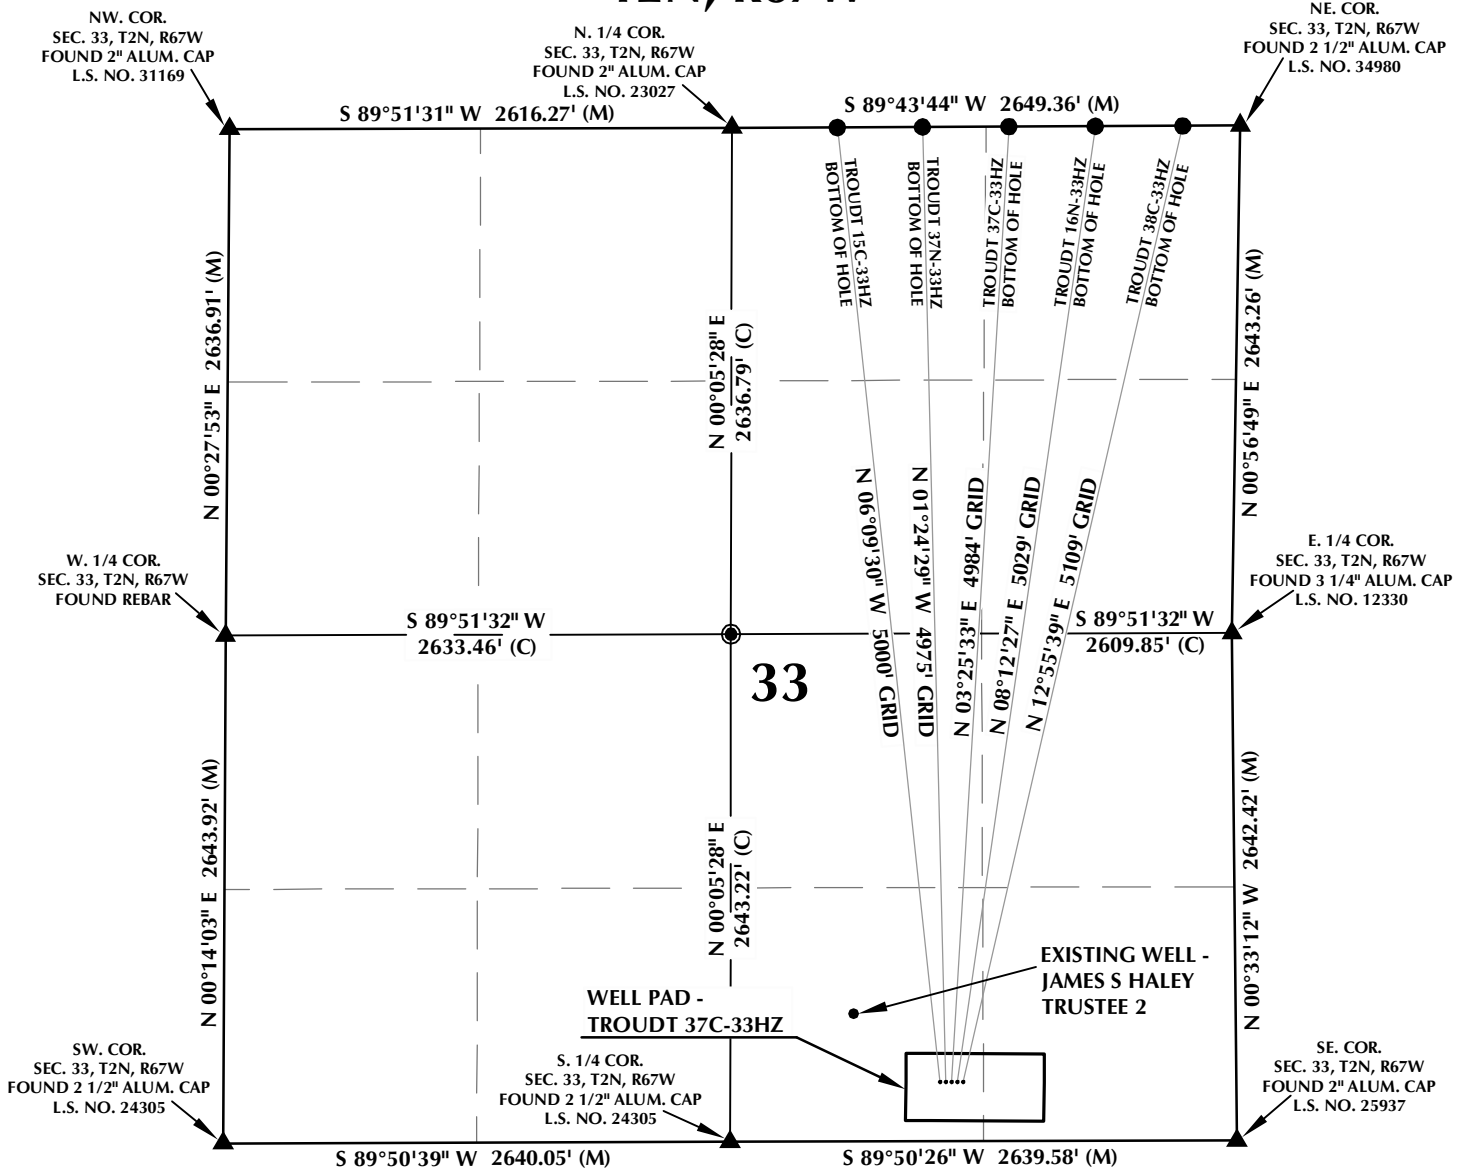 T2N, R67W
NW. COR.
SEC. 33, T2N, R67W
FOUND 2" ALUM. CAP
L.S. NO. 31169
N. 1/4 COR.
SEC. 33, T2N, R67W
FOUND 2" ALUM. CAP
L.S. NO. 23027
NE. COR.
SEC. 33, T2N, R67W
FOUND 2 1/2" ALUM. CAP
L.S. NO. 34980
S 89°51'31" W 2616.27' (M)
S 89°43'44" W 2649.36' (M)
TROUDT 15C-33HZ
BOTTOM OF HOLE
TROUDT 37N-33HZ
BOTTOM OF HOLE
TROUDT 37C-33HZ
BOTTOM OF HOLE
TROUDT 16N-33HZ
BOTTOM OF HOLE
TROUDT 38C-33HZ
BOTTOM OF HOLE
N 00°27'53" E 2636.91' (M)
N 00°05'28" E
2636.79' (C)
N 00°56'49" E 2643.26' (M)
N 06°09'30" W 5000' GRID
N 01°24'29" W 4975' GRID
N 03°25'33" E 4984' GRID
N 08°12'27" E 5029' GRID
N 12°55'39" E 5109' GRID
W. 1/4 COR.
SEC. 33, T2N, R67W
FOUND REBAR
E. 1/4 COR.
SEC. 33, T2N, R67W
FOUND 3 1/4" ALUM. CAP
L.S. NO. 12330
S 89°51'32" W
2633.46' (C)
S 89°51'32" W
2609.85' (C)
33
N 00°14'03" E 2643.92' (M)
N 00°05'28" E
2643.22' (C)
N 00°33'12" W 2642.42' (M)
EXISTING WELL -
JAMES S HALEY
TRUSTEE 2
WELL PAD -
TROUDT 37C-33HZ
SW. COR.
SEC. 33, T2N, R67W
FOUND 2 1/2" ALUM. CAP
L.S. NO. 24305
S. 1/4 COR.
SEC. 33, T2N, R67W
FOUND 2 1/2" ALUM. CAP
L.S. NO. 24305
SE. COR.
SEC. 33, T2N, R67W
FOUND 2" ALUM. CAP
L.S. NO. 25937
S 89°50'39" W 2640.05' (M)
S 89°50'26" W 2639.58' (M)